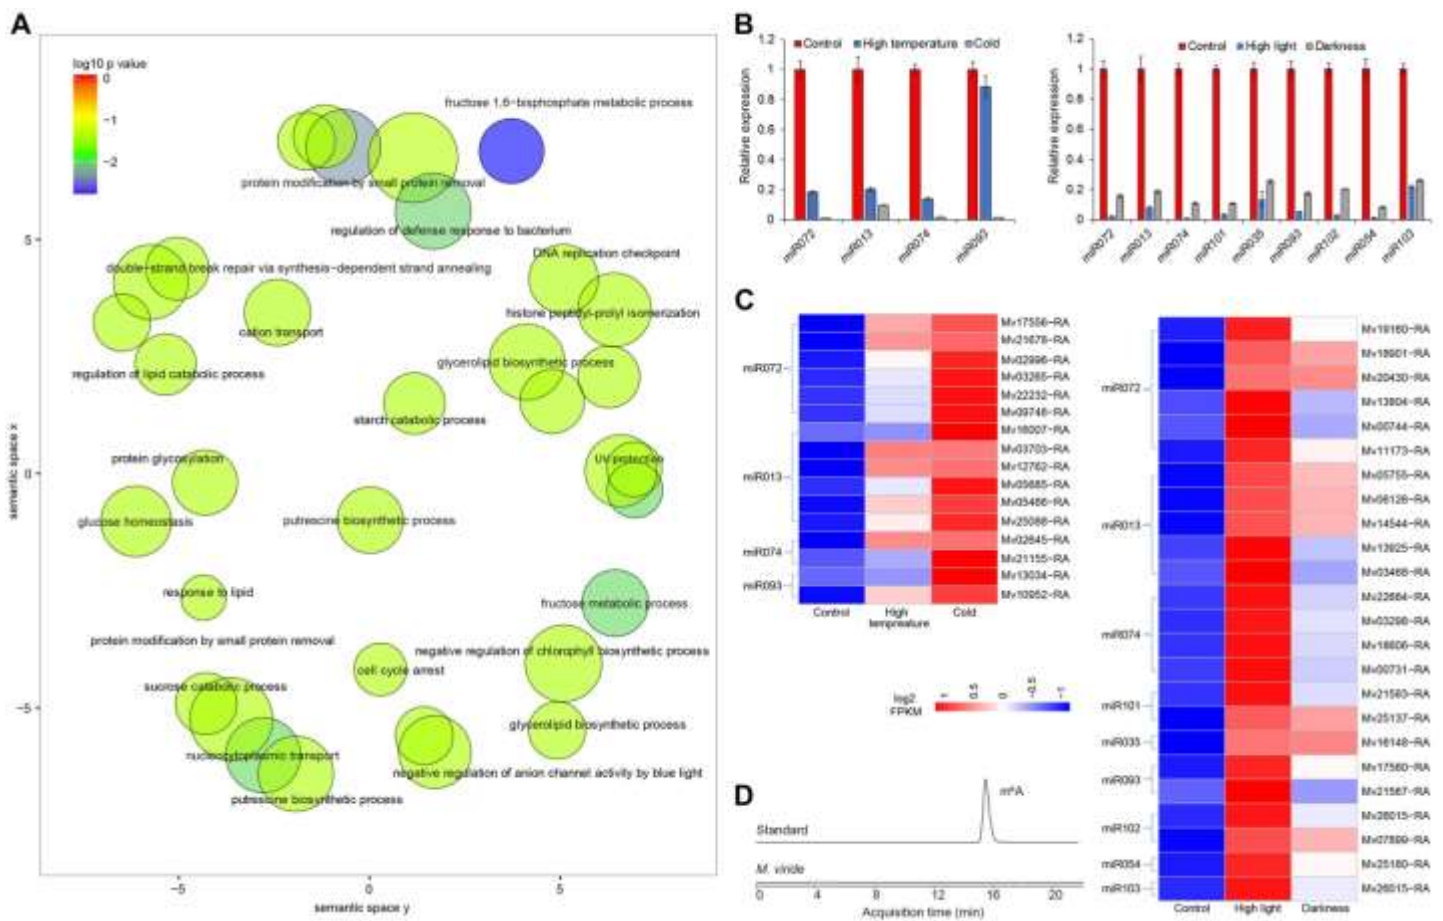 A
log10 p value
0
−1
−2
fructose 1,6−bisphosphate metabolic process
protein modification by small protein removal
regulation of defense response to bacterium
DNA replication checkpoint
double−strand break repair via synthesis−dependent strand annealing
histone peptidyl−prolyl isomerization
cation transport
glycerolipid biosynthetic process
regulation of lipid catabolic process
starch catabolic process
protein glycosylation
UV protective
glucose homeostasis
putrescine biosynthetic process
response to lipid
fructose metabolic process
protein modification by small protein removal
negative regulation of chlorophyll biosynthetic process
cell cycle arrest
sucrose catabolic process
glycerolipid biosynthetic process
nucleocytoplasmic transport
negative regulation of anion channel activity by blue light
putrescine biosynthetic process
semantic space x
5
0
−5
−5
0
5
semantic space y
B
Relative expression
1.2
1
0.8
0.6
0.4
0.2
0
Control High temperature Cold
miR072 miR013 miR074 miR093
Relative expression
1.2
1
0.8
0.6
0.4
0.2
0
Control High light Darkness
miR072 miR013 miR074 miR101 miR035 miR093 miR102 miR054 miR103
C
miR072
miR013
miR074
miR093
Mv17556−RA
Mv21678−RA
Mv02996−RA
Mv03265−RA
Mv22232−RA
Mv09748−RA
Mv18007−RA
Mv03703−RA
Mv12762−RA
Mv05685−RA
Mv05486−RA
Mv25088−RA
Mv02645−RA
Mv21155−RA
Mv13034−RA
Mv10952−RA
Control
High
tempreature
Cold
log2
FPKM
1
0.5
0
−0.5
−1
miR072
miR013
miR074
miR101
miR035
miR093
miR102
miR054
miR103
Mv19160−RA
Mv18901−RA
Mv20430−RA
Mv13804−RA
Mv00744−RA
Mv11173−RA
Mv05755−RA
Mv06128−RA
Mv14544−RA
Mv13925−RA
Mv03468−RA
Mv22664−RA
Mv03298−RA
Mv18606−RA
Mv00731−RA
Mv21583−RA
Mv25137−RA
Mv16148−RA
Mv17560−RA
Mv21567−RA
Mv28015−RA
Mv07899−RA
Mv25180−RA
Mv26015−RA
Control
High light
Darkness
D
m⁶A
Standard
M. viride
0 4 8 12 16 20
Acquisition time (min)